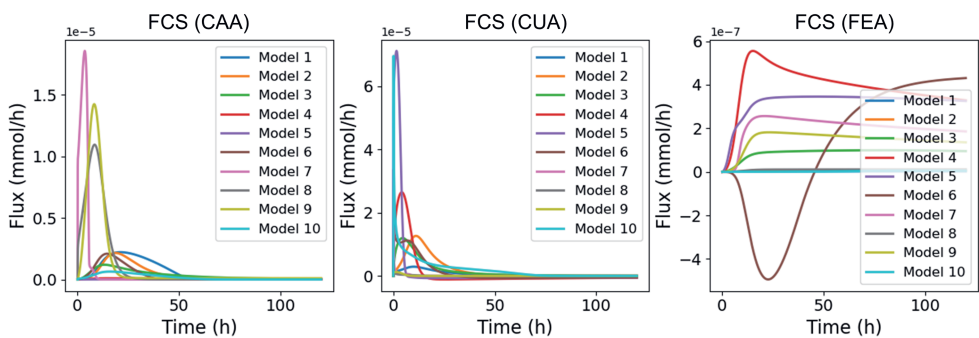 FCS (CAA)
1e−5
Flux (mmol/h)
1.5
1.0
0.5
0.0
0
50
100
Time (h)
Model 1
Model 2
Model 3
Model 4
Model 5
Model 6
Model 7
Model 8
Model 9
Model 10
FCS (CUA)
1e−5
Flux (mmol/h)
6
4
2
0
0
50
100
Time (h)
Model 1
Model 2
Model 3
Model 4
Model 5
Model 6
Model 7
Model 8
Model 9
Model 10
FCS (FEA)
1e−7
Flux (mmol/h)
6
4
2
0
−2
−4
0
50
100
Time (h)
Model 1
Model 2
Model 3
Model 4
Model 5
Model 6
Model 7
Model 8
Model 9
Model 10